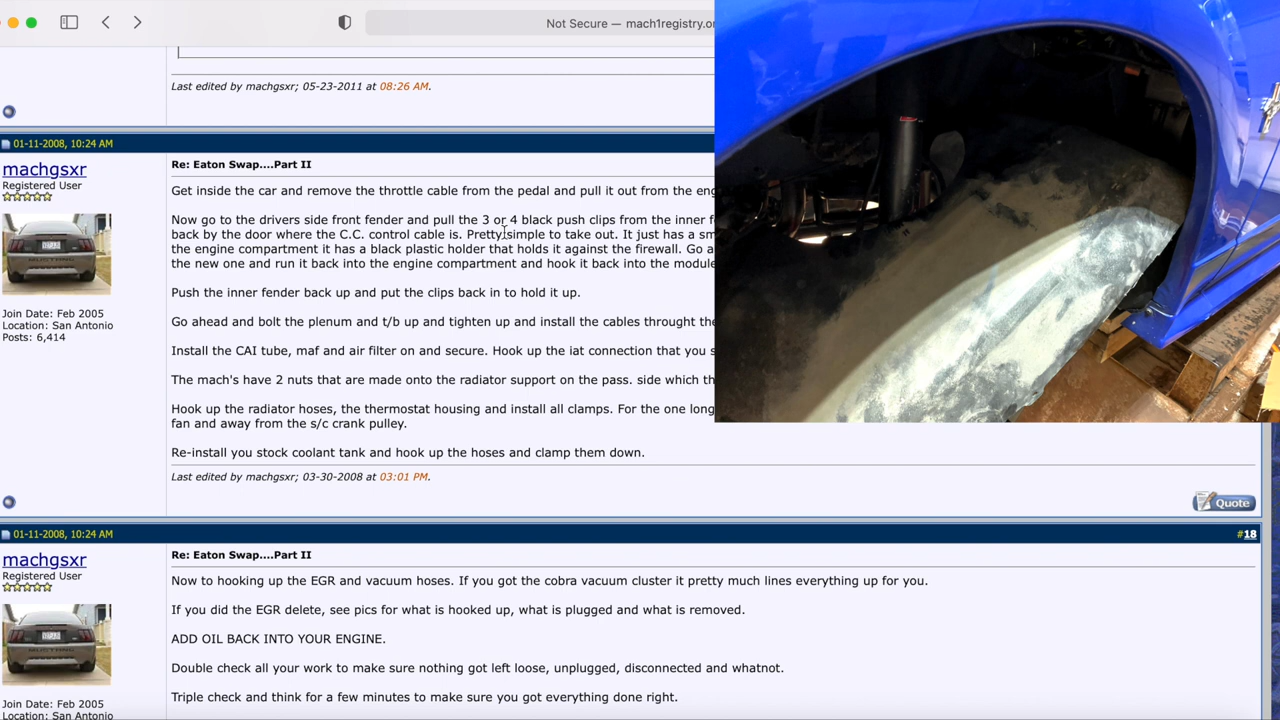 Not Secure — mach1registry.or
Last edited by machgsxr; 05-23-2011 at 08:26 AM.
01-11-2008, 10:24 AM
machgsxr
Registered User
Join Date: Feb 2005
Location: San Antonio
Posts: 6,414
Re: Eaton Swap....Part II
Get inside the car and remove the throttle cable from the pedal and pull it out from the eng
Now go to the drivers side front fender and pull the 3 or 4 black push clips from the inner f
back by the door where the C.C. control cable is. Pretty simple to take out. It just has a sm
the engine compartment it has a black plastic holder that holds it against the firewall. Go a
the new one and run it back into the engine compartment and hook it back into the module
Push the inner fender back up and put the clips back in to hold it up.
Go ahead and bolt the plenum and t/b up and tighten up and install the cables throught the
Install the CAI tube, maf and air filter on and secure. Hook up the iat connection that you s
The mach's have 2 nuts that are made onto the radiator support on the pass. side which th
Hook up the radiator hoses, the thermostat housing and install all clamps. For the one long
fan and away from the s/c crank pulley.
Re-install you stock coolant tank and hook up the hoses and clamp them down.
Last edited by machgsxr; 03-30-2008 at 03:01 PM.
Quote
01-11-2008, 10:24 AM
#18
machgsxr
Registered User
Join Date: Feb 2005
Location: San Antonio
Re: Eaton Swap....Part II
Now to hooking up the EGR and vacuum hoses. If you got the cobra vacuum cluster it pretty much lines everything up for you.
If you did the EGR delete, see pics for what is hooked up, what is plugged and what is removed.
ADD OIL BACK INTO YOUR ENGINE.
Double check all your work to make sure nothing got left loose, unplugged, disconnected and whatnot.
Triple check and think for a few minutes to make sure you got everything done right.